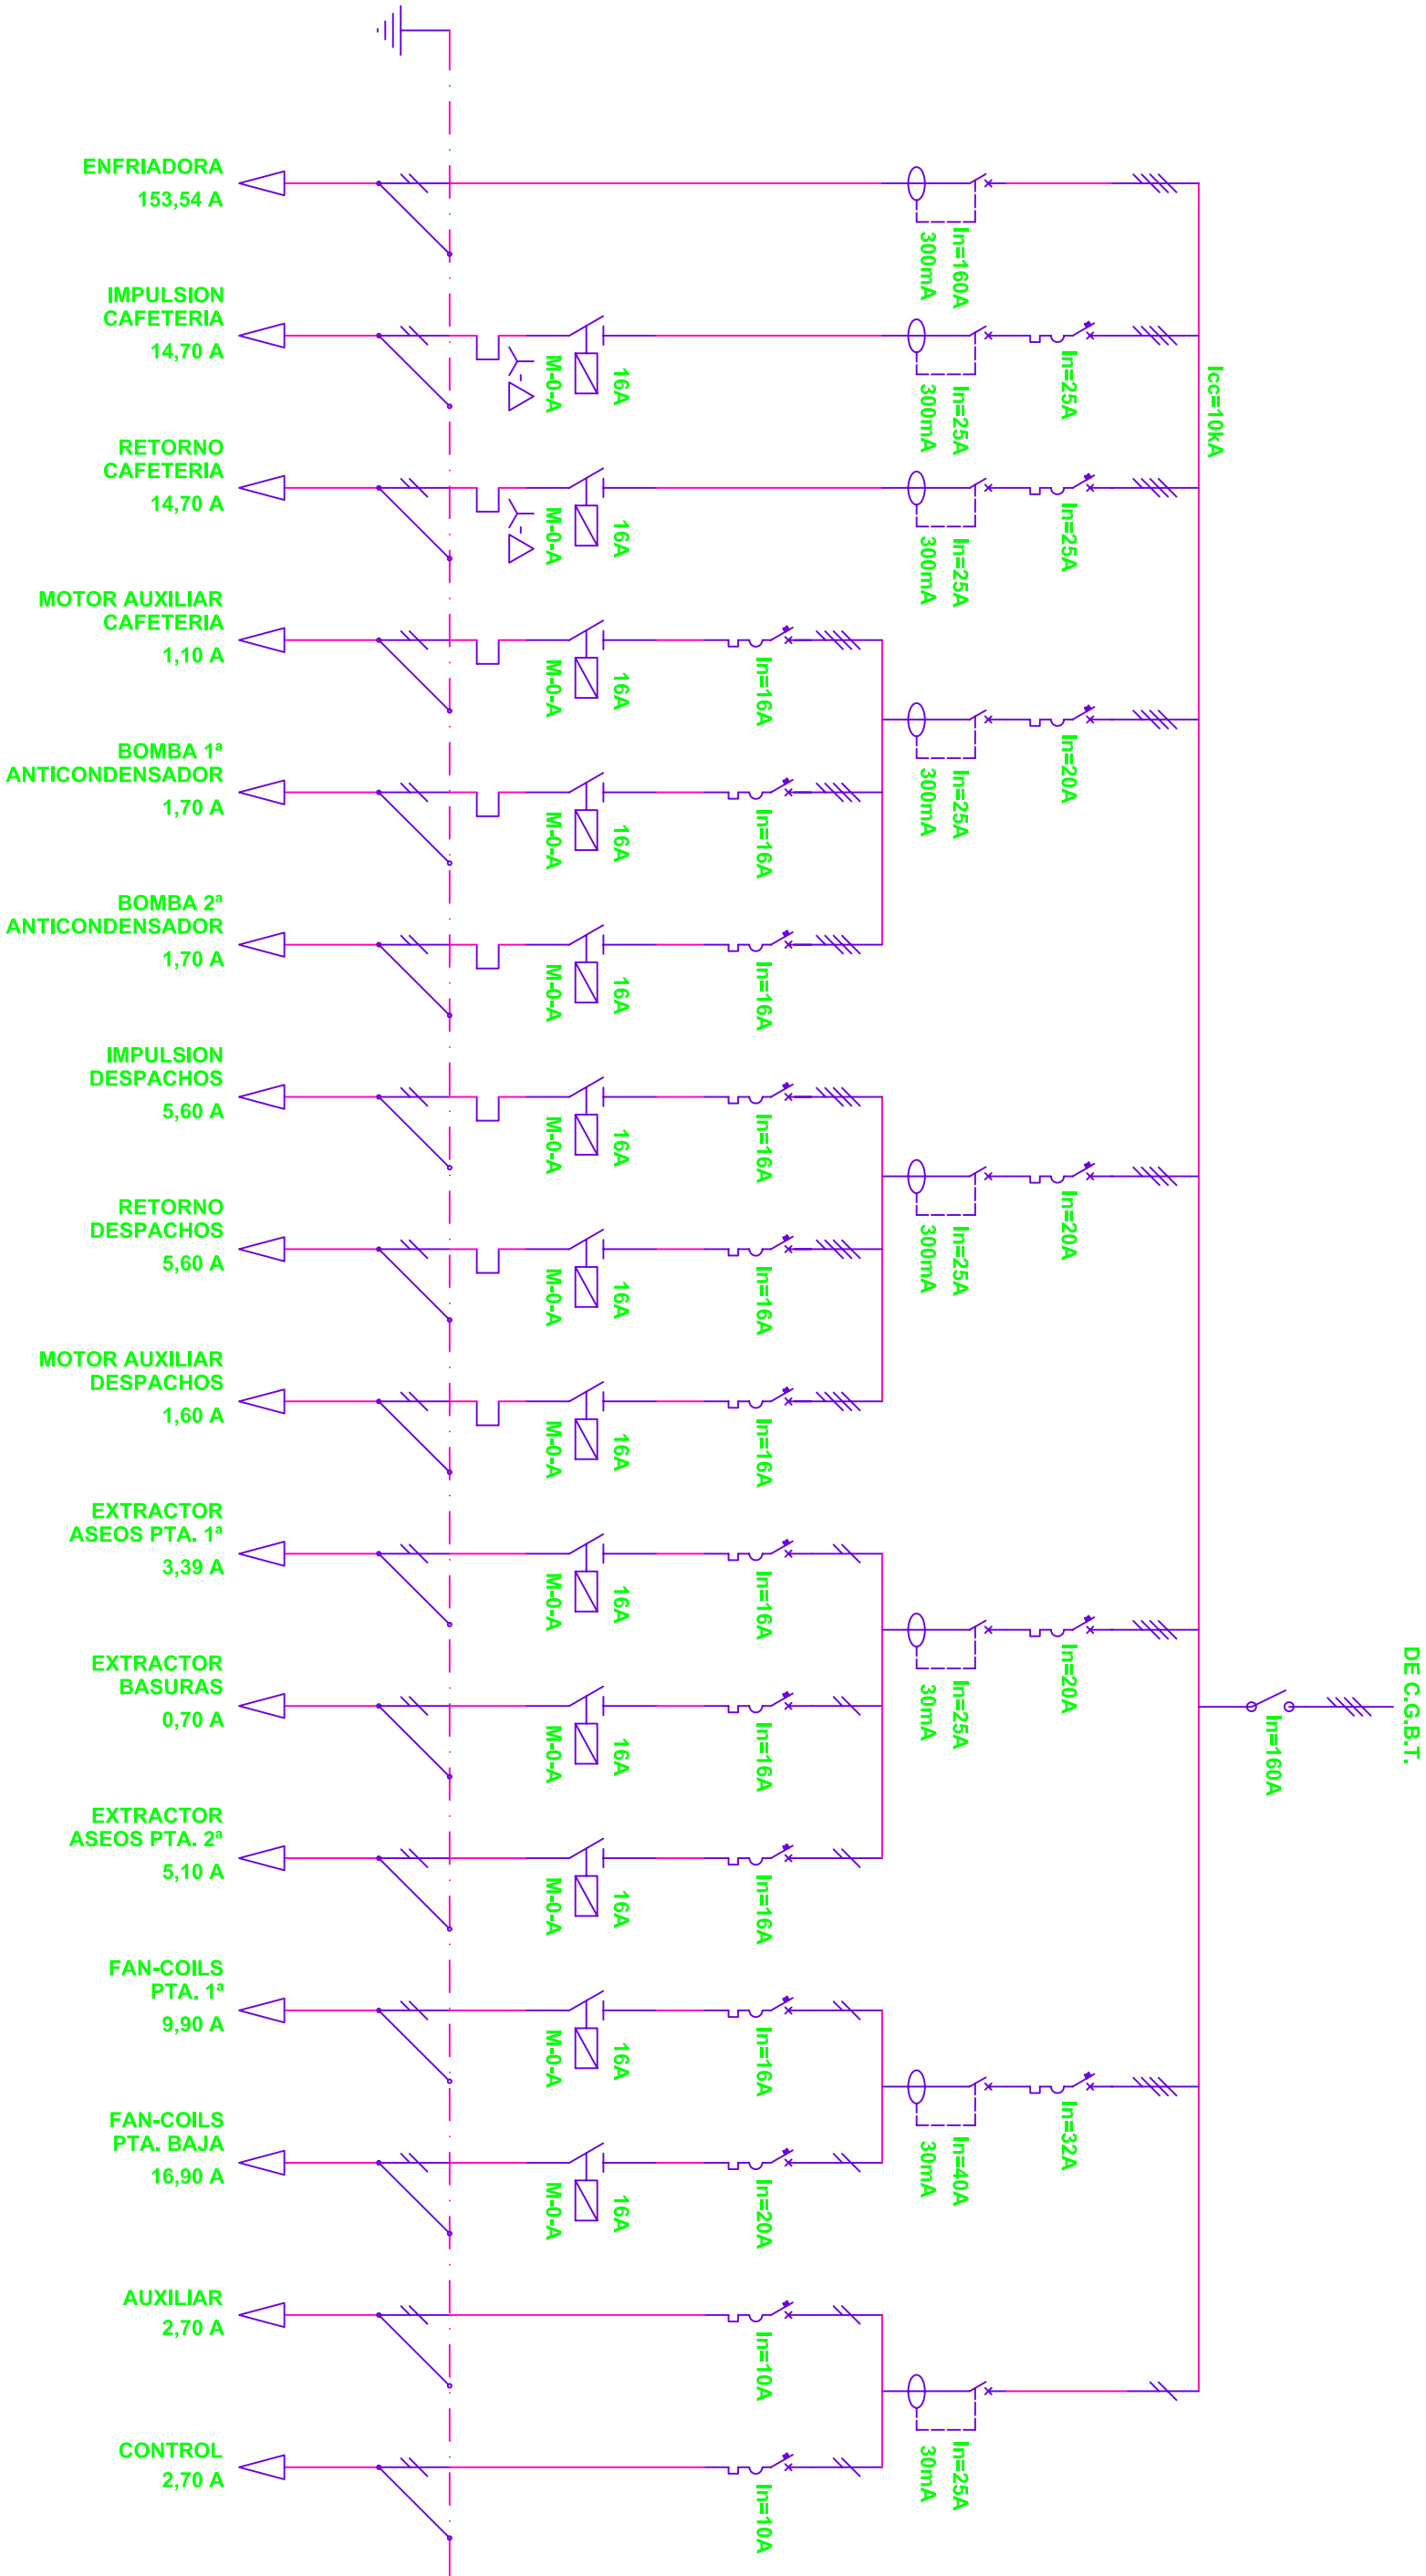 DE C.G.B.T.
In=160A
Icc=10kA
ENFRIADORA
153,54 A
In=160A
300mA
IMPULSION
CAFETERIA
14,70 A
M-0-A
16A
In=25A
300mA
In=25A
RETORNO
CAFETERIA
14,70 A
M-0-A
16A
In=25A
300mA
In=25A
MOTOR AUXILIAR
CAFETERIA
1,10 A
M-0-A
16A
In=16A
In=25A
300mA
In=20A
BOMBA 1ª
ANTICONDENSADOR
1,70 A
M-0-A
16A
In=16A
BOMBA 2ª
ANTICONDENSADOR
1,70 A
M-0-A
16A
In=16A
IMPULSION
DESPACHOS
5,60 A
M-0-A
16A
In=16A
In=25A
300mA
In=20A
RETORNO
DESPACHOS
5,60 A
M-0-A
16A
In=16A
MOTOR AUXILIAR
DESPACHOS
1,60 A
M-0-A
16A
In=16A
EXTRACTOR
ASEOS PTA. 1ª
3,39 A
M-0-A
16A
In=16A
In=25A
30mA
In=20A
EXTRACTOR
BASURAS
0,70 A
M-0-A
16A
In=16A
EXTRACTOR
ASEOS PTA. 2ª
5,10 A
M-0-A
16A
In=16A
FAN-COILS
PTA. 1ª
9,90 A
M-0-A
16A
In=16A
In=40A
30mA
In=32A
FAN-COILS
PTA. BAJA
16,90 A
M-0-A
16A
In=20A
AUXILIAR
2,70 A
In=10A
In=25A
30mA
CONTROL
2,70 A
In=10A